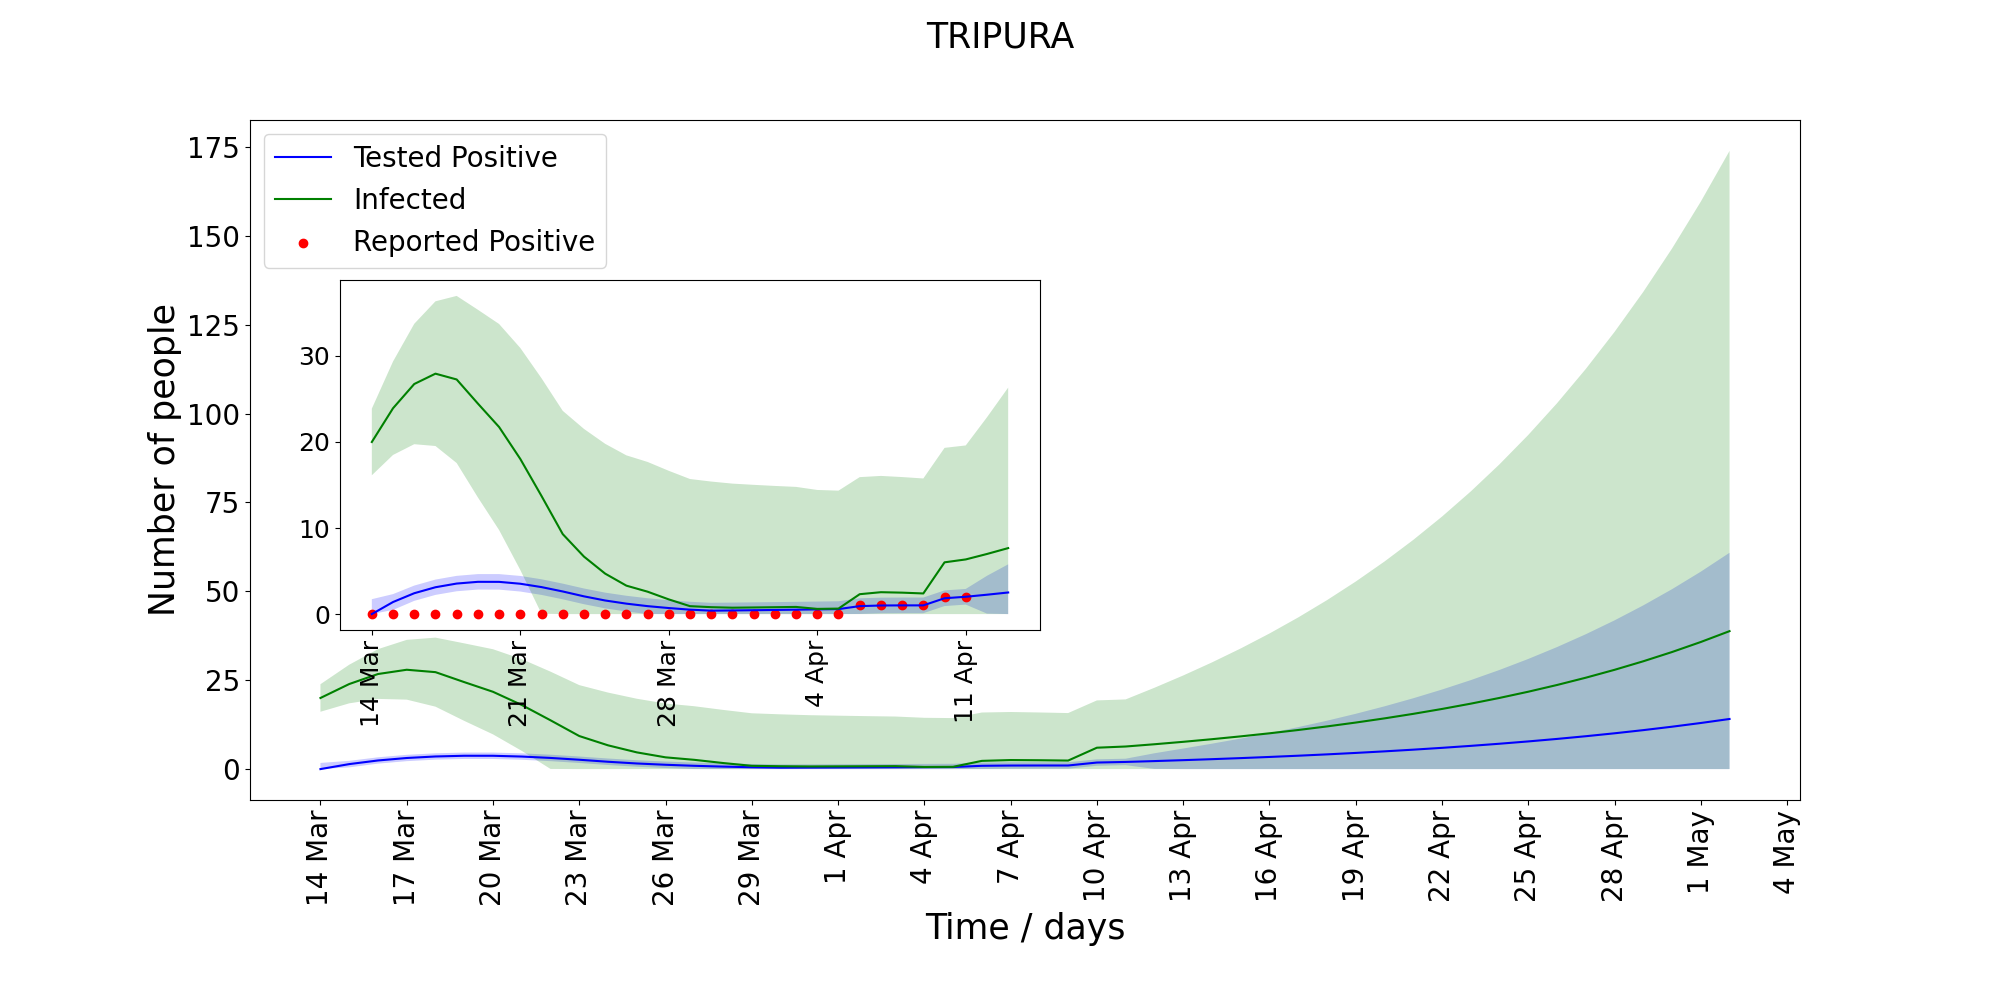 TRIPURA
Tested Positive
Infected
Reported Positive
Number of people
175
150
125
100
75
50
25
0
30
20
10
0
14 Mar
21 Mar
28 Mar
4 Apr
11 Apr
14 Mar
17 Mar
20 Mar
23 Mar
26 Mar
29 Mar
1 Apr
4 Apr
7 Apr
10 Apr
13 Apr
16 Apr
19 Apr
22 Apr
25 Apr
28 Apr
1 May
4 May
Time / days